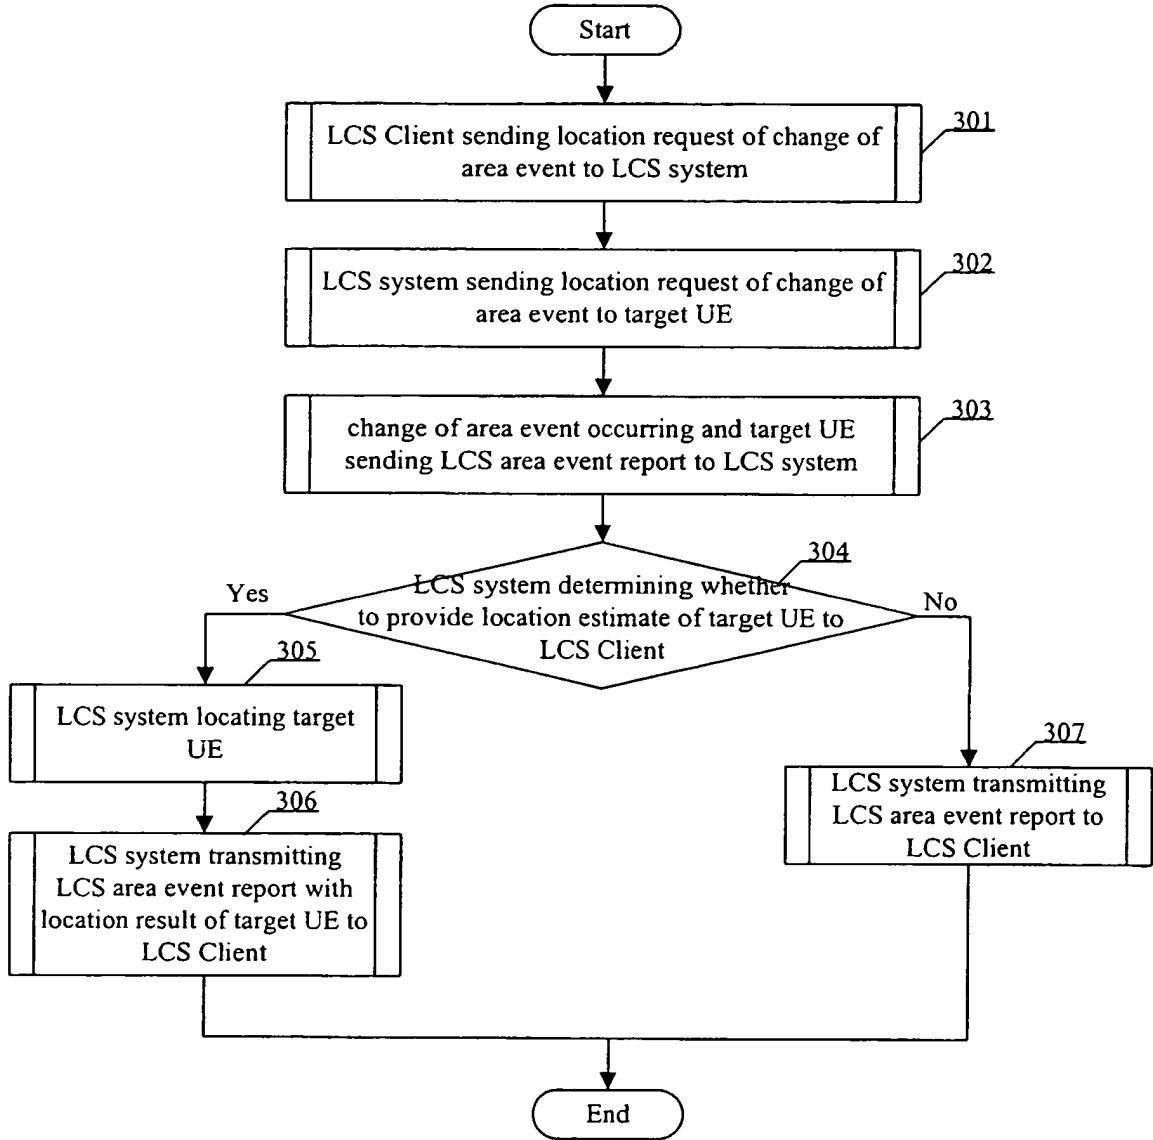 Start
LCS Client sending location request of change of
area event to LCS system
301
LCS system sending location request of change of
area event to target UE
302
change of area event occurring and target UE
sending LCS area event report to LCS system
303
304
LCS system determining whether
to provide location estimate of target UE to
LCS Client
Yes
No
305
LCS system locating target
UE
306
LCS system transmitting
LCS area event report with
location result of target UE to
LCS Client
307
LCS system transmitting
LCS area event report to
LCS Client
End